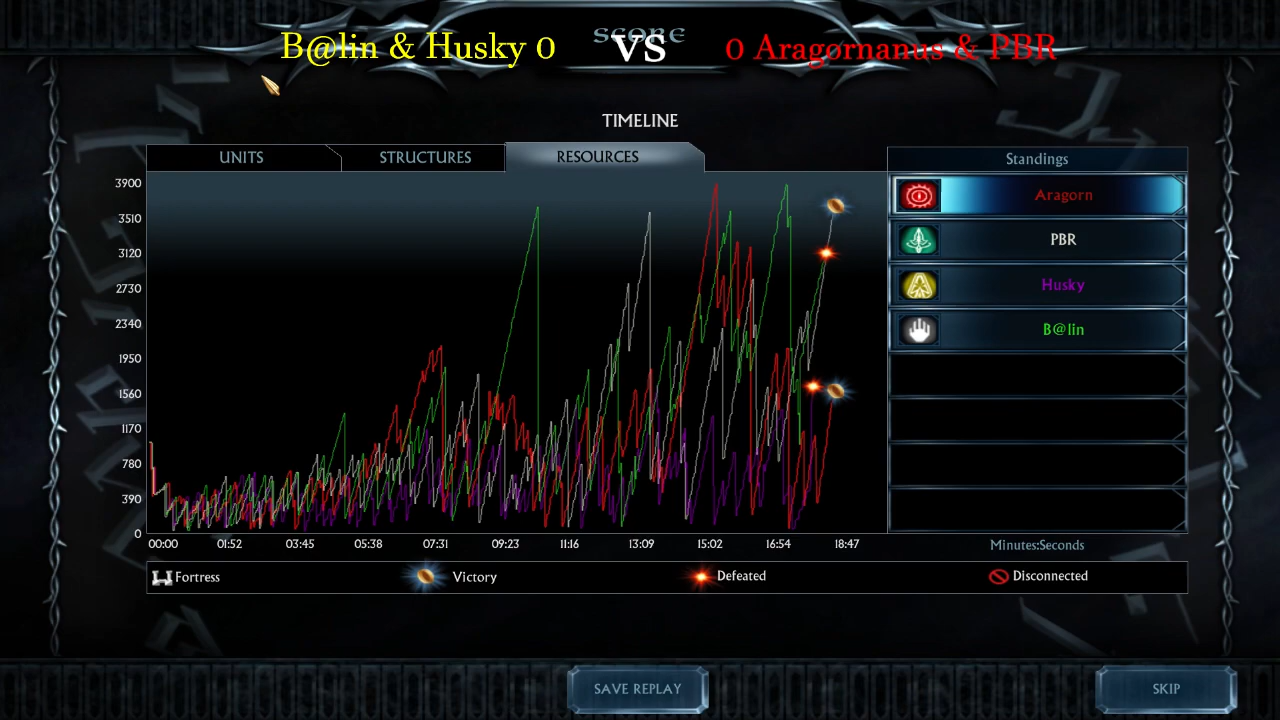 SCORE
B@lin & Husky 0 VS 0 Aragornanus & PBR
TIMELINE
UNITS STRUCTURES RESOURCES
Standings
Aragorn
PBR
Husky
B@lin
3900
3510
3120
2730
2340
1950
1560
1170
780
390
0
00:00 01:52 03:45 05:38 07:31 09:23 11:16 13:09 15:02 16:54 18:47
Minutes:Seconds
Fortress Victory Defeated Disconnected
SAVE REPLAY SKIP